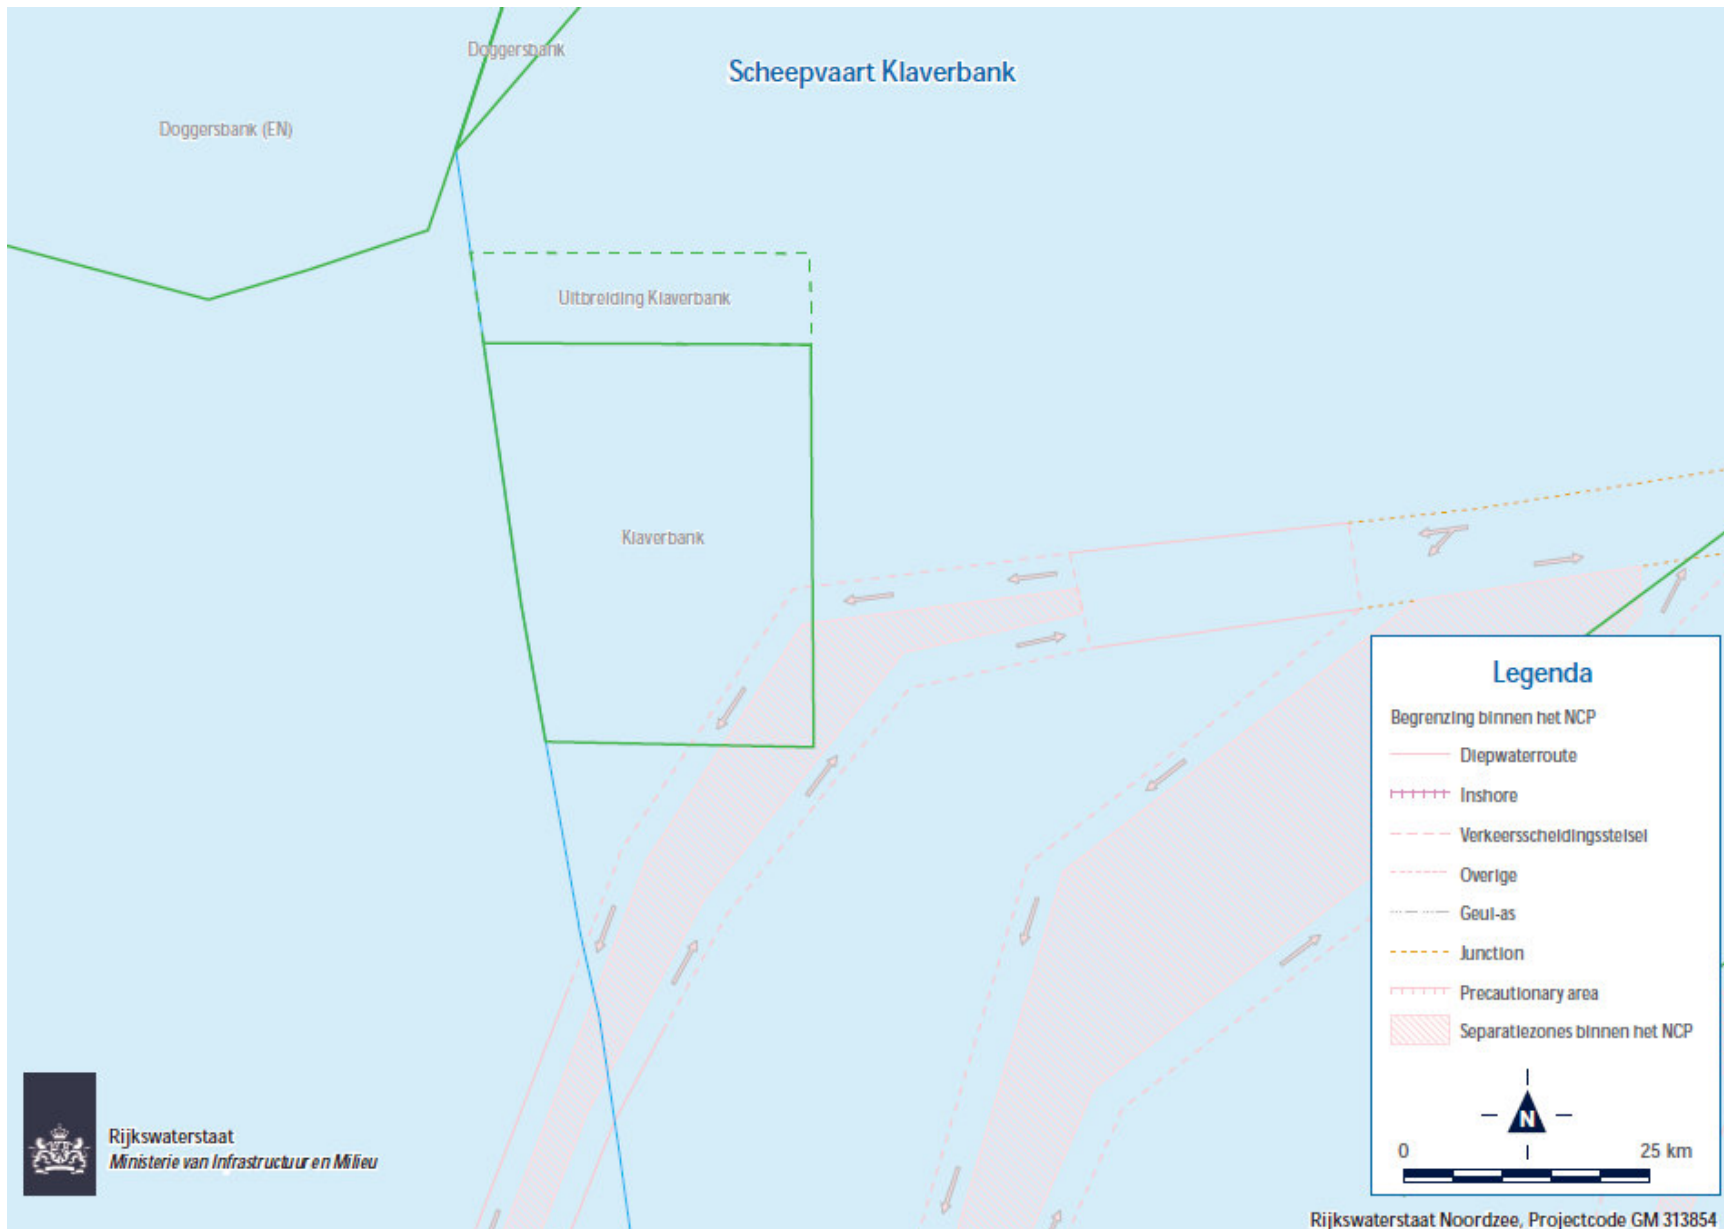 Doggersbank
Scheepvaart Klaverbank
Doggersbank (EN)
Uitbreiding Klaverbank
Klaverbank
Legenda
Begrenzing binnen het NCP
Diepwaterroute
Inshore
Verkeersscheidingsstelsel
Overige
Geul-as
Junction
Precautionary area
Separatiezones binnen het NCP
N
0 25 km
Rijkswaterstaat
Ministerie van Infrastructuur en Milieu
Rijkswaterstaat Noordzee, Projectcode GM 313854